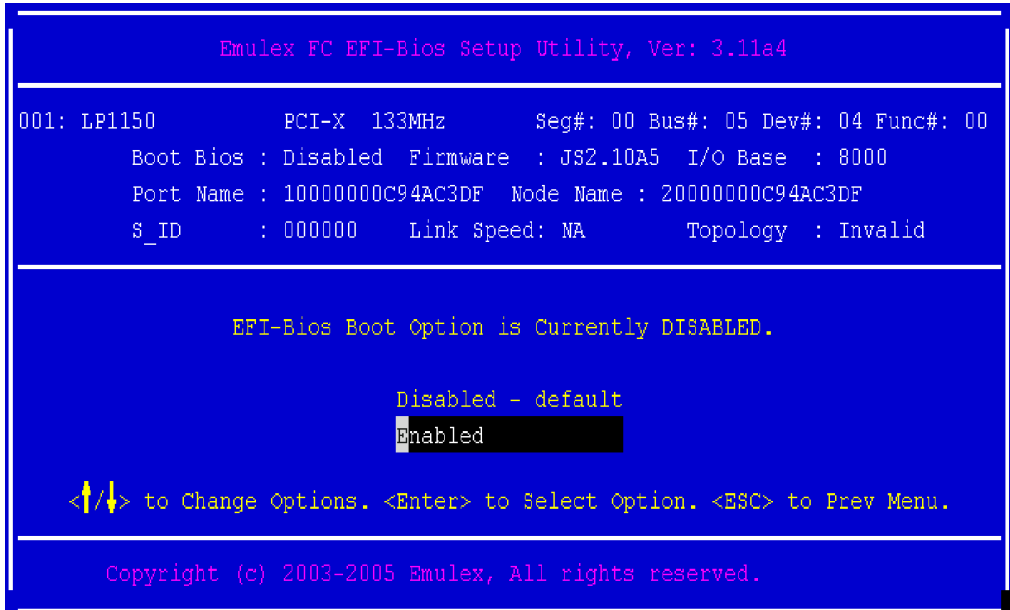 Emulex FC EFI-Bios Setup Utility, Ver: 3.11a4
001: LP1150 PCI-X 133MHz Seg#: 00 Bus#: 05 Dev#: 04 Func#: 00
Boot Bios : Disabled Firmware : JS2.10A5 I/O Base : 8000
Port Name : 10000000C94AC3DF Node Name : 20000000C94AC3DF
S_ID : 000000 Link Speed: NA Topology : Invalid
EFI-Bios Boot Option is Currently DISABLED.
Disabled - default
Enabled
<↑/↓> to Change Options. <Enter> to Select Option. <ESC> to Prev Menu.
Copyright (c) 2003-2005 Emulex, All rights reserved.